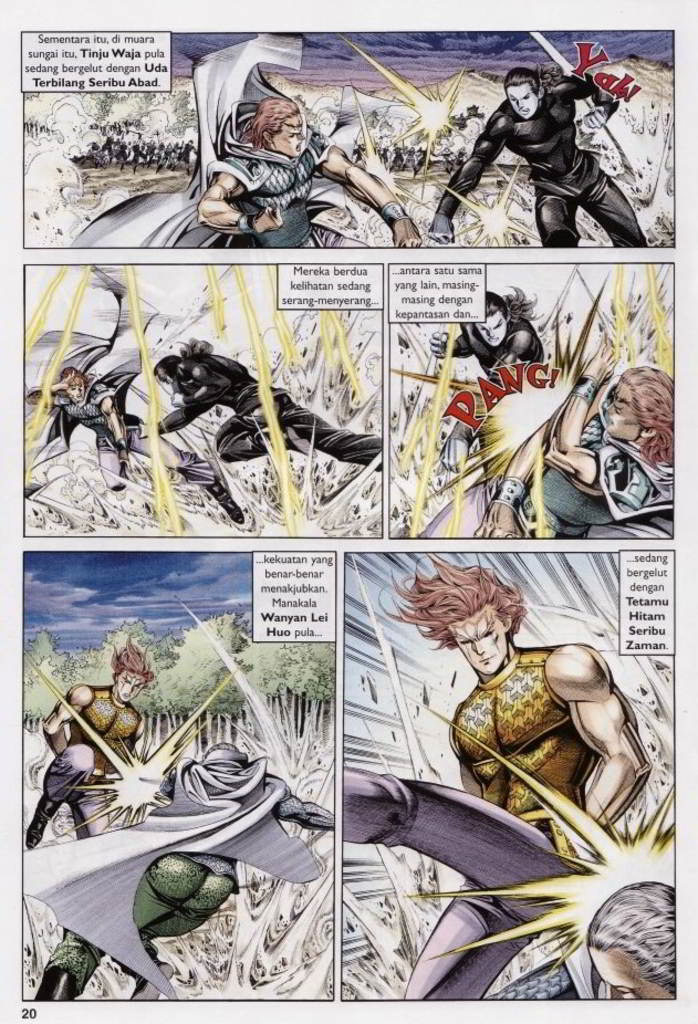 Sementara itu, di muara
sungai itu, Tinju Waja pula
sedang bergelut dengan Uda
Terbilang Seribu Abad.
Yah!
Mereka berdua
kelihatan sedang
serang-menyerang...
...antara satu sama
yang lain, masing-
masing dengan
kepantasan dan...
PANG!
...kekuatan yang
benar-benar
menakjubkan.
Manakala
Wanyan Lei
Huo pula...
...sedang
bergelut
dengan
Tetamu
Hitam
Seribu
Zaman.
20